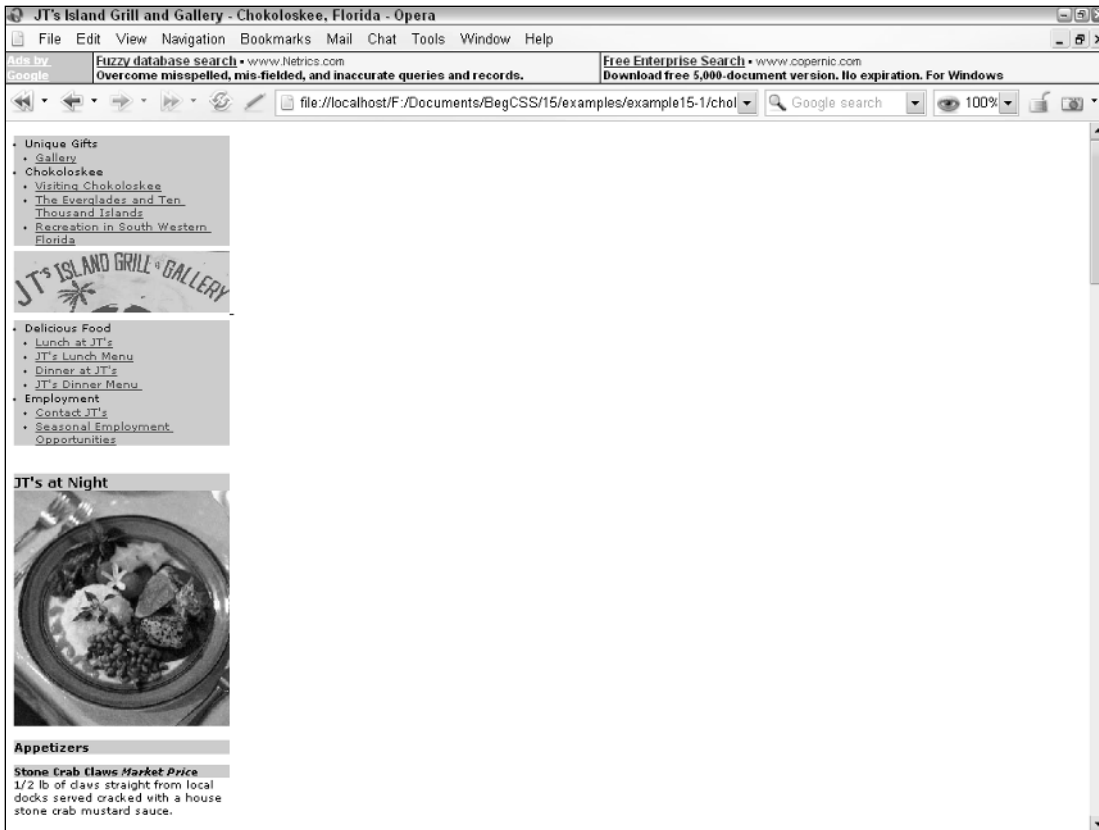 JT's Island Grill and Gallery - Chokoloskee, Florida - Opera
File Edit View Navigation Bookmarks Mail Chat Tools Window Help
Ads by Google
Fuzzy database search • www.Netrics.com
Overcome misspelled, mis-fielded, and inaccurate queries and records.
Free Enterprise Search • www.copernic.com
Download free 5,000-document version. No expiration. For Windows
file://localhost/F:/Documents/BegCSS/15/examples/example15-1/chol
Google search
100%
Unique Gifts
Gallery
Chokoloskee
Visiting Chokoloskee
The Everglades and Ten
Thousand Islands
Recreation in South Western
Florida
JT's ISLAND GRILL & GALLERY
Delicious Food
Lunch at JT's
JT's Lunch Menu
Dinner at JT's
JT's Dinner Menu
Employment
Contact JT's
Seasonal Employment
Opportunities
JT's at Night
Appetizers
Stone Crab Claws Market Price
1/2 lb of claws straight from local
docks served cracked with a house
stone crab mustard sauce.